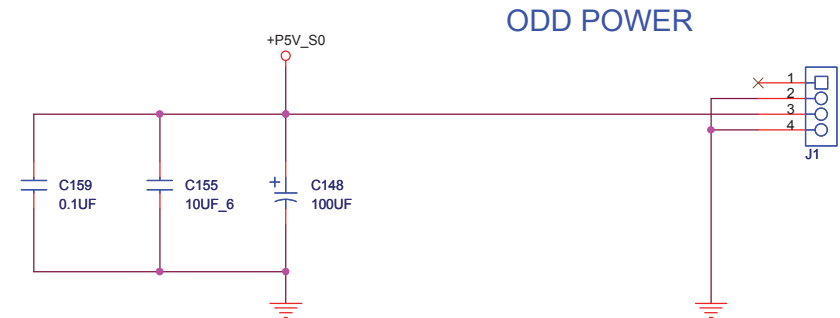 ODD POWER
+P5V_S0
1
2
3
4
J1
C159
0.1UF
C155
10UF_6
+
C148
100UF